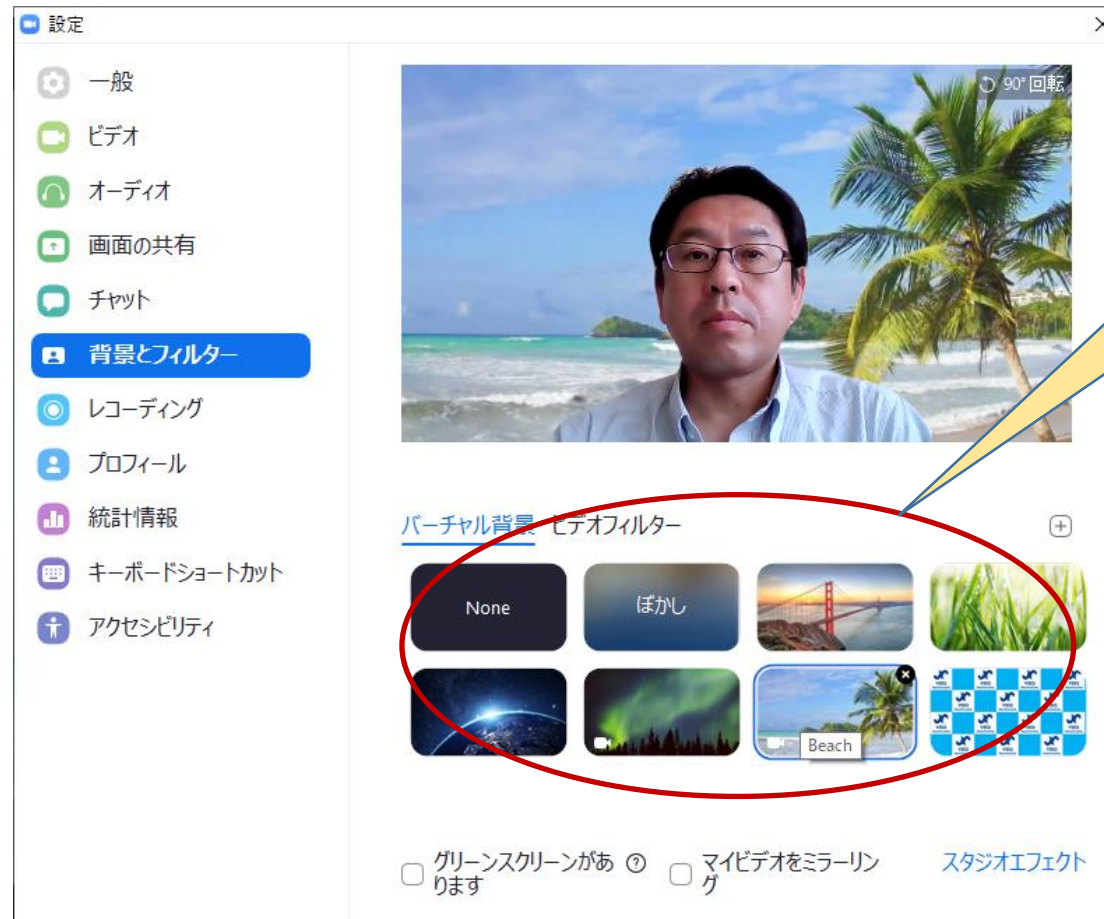 設定
一般
ビデオ
オーディオ
画面の共有
チャット
背景とフィルター
レコーディング
プロフィール
統計情報
キーボードショートカット
アクセシビリティ
90°回転
バーチャル背景 ビデオフィルター
None
ぼかし
Beach
グリーンスクリーンがあ
ります
マイビデオをミラーリン
グ
スタジオエフェクト